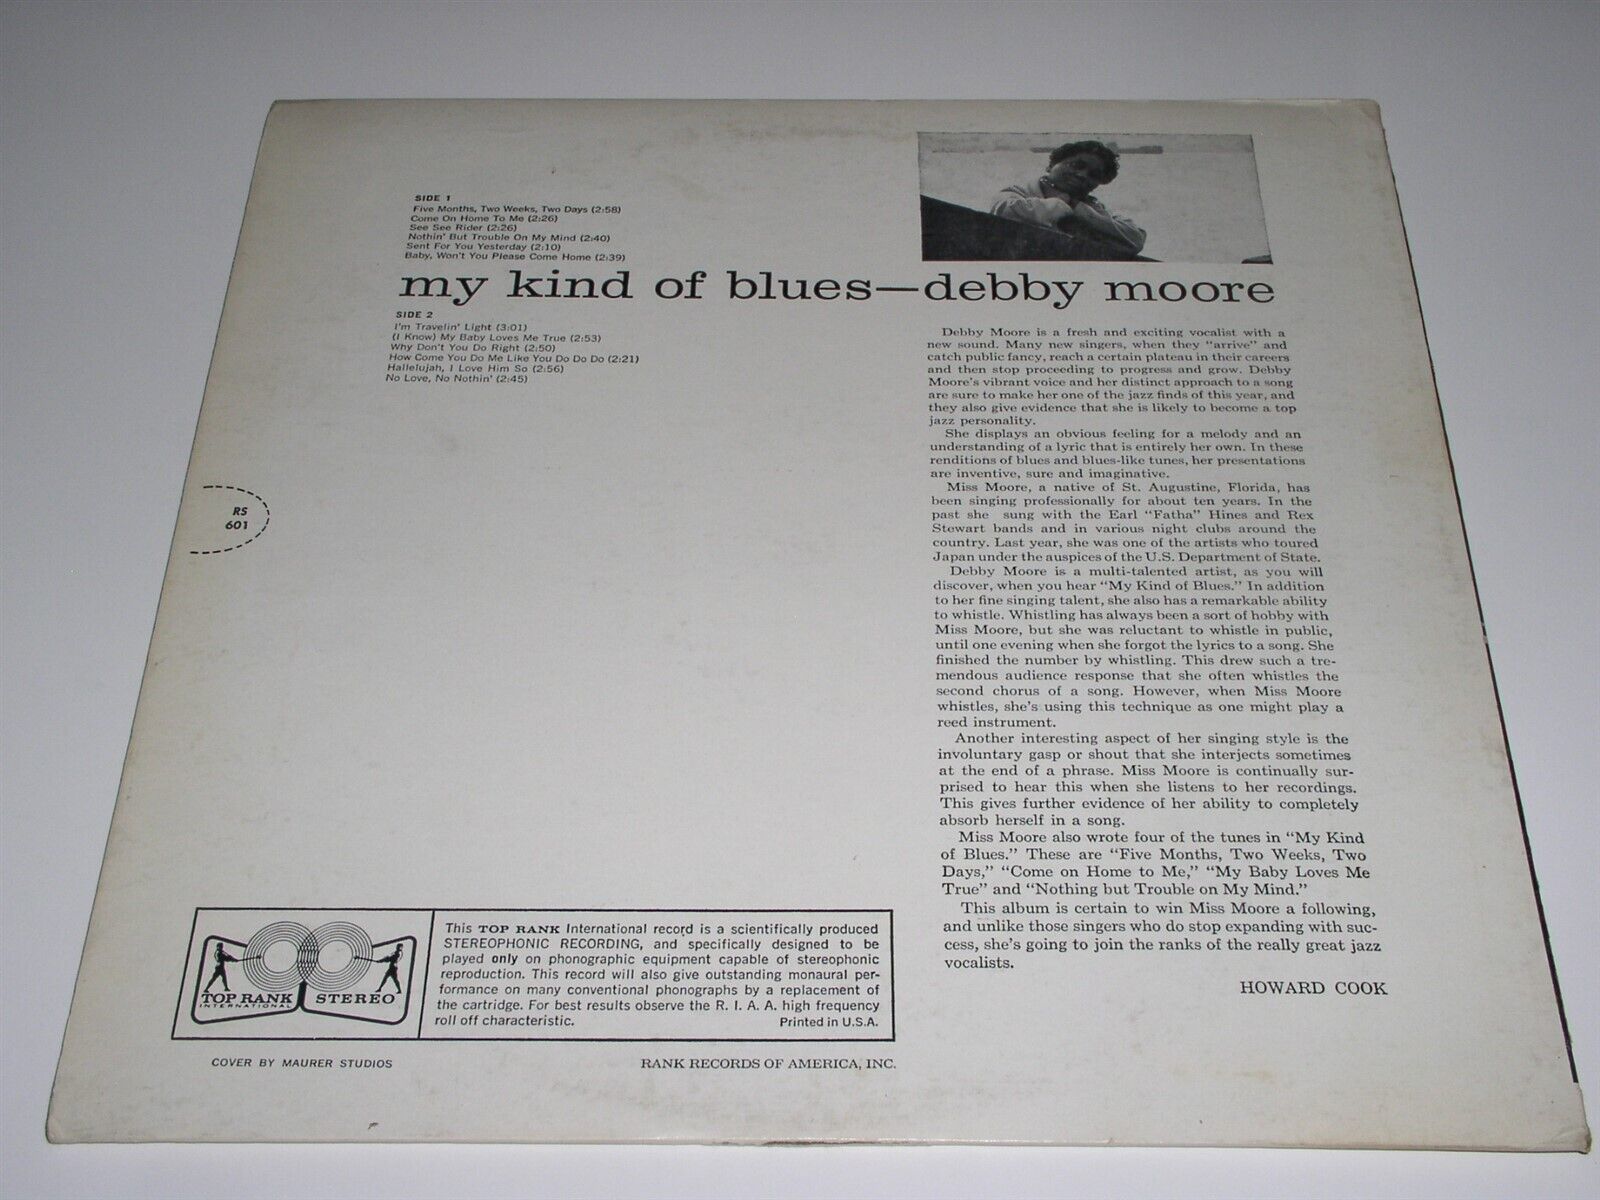 SIDE 1
Five Months, Two Weeks, Two Days (2:58)
Come On Home To Me (2:26)
See See Rider (2:26)
Nothin' But Trouble On My Mind (2:40)
Sent For You Yesterday (2:10)
Baby, Won't You Please Come Home (2:39)
my kind of blues—debby moore
SIDE 2
I'm Travelin' Light (3:01)
(I Know) My Baby Loves Me True (2:53)
Why Don't You Do Right (2:50)
How Come You Do Me Like You Do Do Do (2:21)
Hallelujah, I Love Him So (2:56)
No Love, No Nothin' (2:45)
RS
601
Debby Moore is a fresh and exciting vocalist with a
new sound. Many new singers, when they "arrive" and
catch public fancy, reach a certain plateau in their careers
and then stop proceeding to progress and grow. Debby
Moore's vibrant voice and her distinct approach to a song
are sure to make her one of the jazz finds of this year, and
they also give evidence that she is likely to become a top
jazz personality.
She displays an obvious feeling for a melody and an
understanding of a lyric that is entirely her own. In these
renditions of blues and blues-like tunes, her presentations
are inventive, sure and imaginative.
Miss Moore, a native of St. Augustine, Florida, has
been singing professionally for about ten years. In the
past she sung with the Earl "Fatha" Hines and Rex
Stewart bands and in various night clubs around the
country. Last year, she was one of the artists who toured
Japan under the auspices of the U.S. Department of State.
Debby Moore is a multi-talented artist, as you will
discover, when you hear "My Kind of Blues." In addition
to her fine singing talent, she also has a remarkable ability
to whistle. Whistling has always been a sort of hobby with
Miss Moore, but she was reluctant to whistle in public,
until one evening when she forgot the lyrics to a song. She
finished the number by whistling. This drew such a tre-
mendous audience response that she often whistles the
second chorus of a song. However, when Miss Moore
whistles, she's using this technique as one might play a
reed instrument.
Another interesting aspect of her singing style is the
involuntary gasp or shout that she interjects sometimes
at the end of a phrase. Miss Moore is continually sur-
prised to hear this when she listens to her recordings.
This gives further evidence of her ability to completely
absorb herself in a song.
Miss Moore also wrote four of the tunes in "My Kind
of Blues." These are "Five Months, Two Weeks, Two
Days," "Come on Home to Me," "My Baby Loves Me
True" and "Nothing but Trouble on My Mind."
This album is certain to win Miss Moore a following,
and unlike those singers who do stop expanding with suc-
cess, she's going to join the ranks of the really great jazz
vocalists.
HOWARD COOK
TOP RANK
INTERNATIONAL
STEREO
This TOP RANK International record is a scientifically produced
STEREOPHONIC RECORDING, and specifically designed to be
played only on phonographic equipment capable of stereophonic
reproduction. This record will also give outstanding monaural per-
formance on many conventional phonographs by a replacement of
the cartridge. For best results observe the R. I. A. A. high frequency
roll off characteristic. Printed in U.S.A.
COVER BY MAURER STUDIOS
RANK RECORDS OF AMERICA, INC.